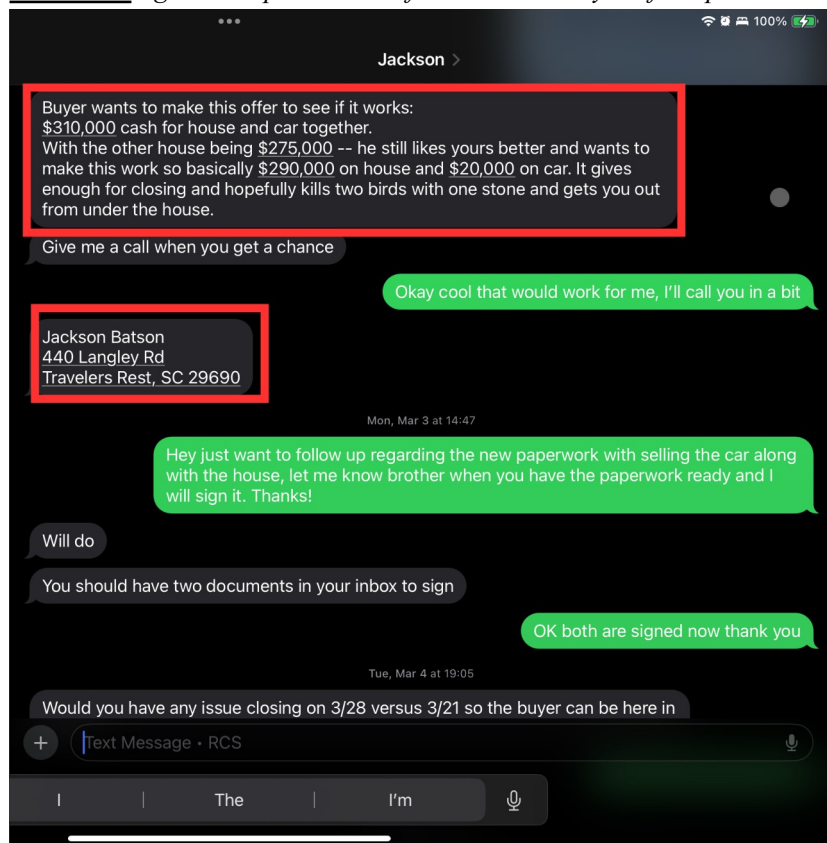 100%
Jackson >
Buyer wants to make this offer to see if it works:
$310,000 cash for house and car together.
With the other house being $275,000 -- he still likes yours better and wants to
make this work so basically $290,000 on house and $20,000 on car. It gives
enough for closing and hopefully kills two birds with one stone and gets you out
from under the house.
Give me a call when you get a chance
Okay cool that would work for me, I'll call you in a bit
Jackson Batson
440 Langley Rd
Travelers Rest, SC 29690
Mon, Mar 3 at 14:47
Hey just want to follow up regarding the new paperwork with selling the car along
with the house, let me know brother when you have the paperwork ready and I
will sign it. Thanks!
Will do
You should have two documents in your inbox to sign
OK both are signed now thank you
Tue, Mar 4 at 19:05
Would you have any issue closing on 3/28 versus 3/21 so the buyer can be here in
Text Message • RCS
I
The
I'm